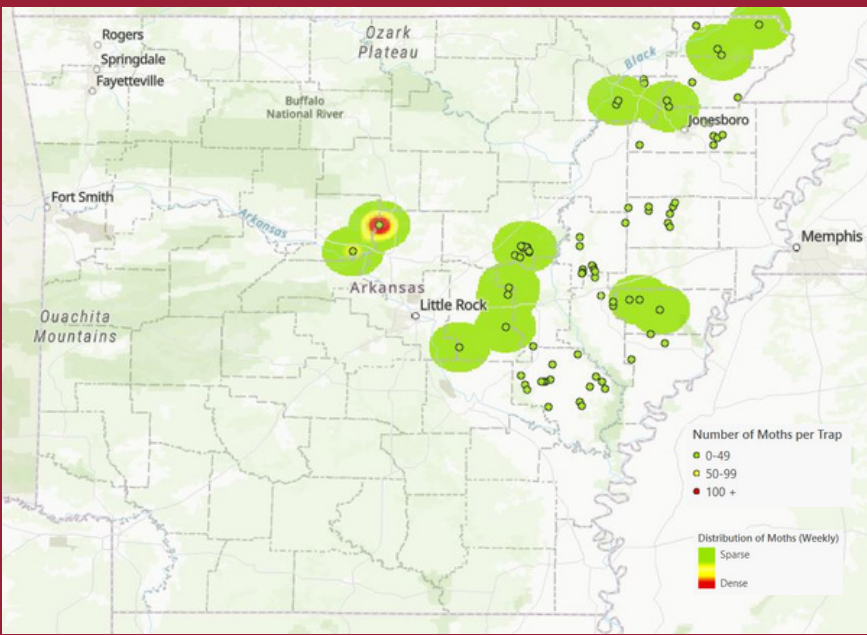 Rogers
Springdale
Fayetteville
Ozark
Plateau
Black
Buffalo
National River
Jonesboro
Fort Smith
Arkansas
Memphis
Arkansas
Little Rock
Ouachita
Mountains
Number of Moths per Trap
0-49
50-99
100 +
Distribution of Moths (Weekly)
Sparse
Dense